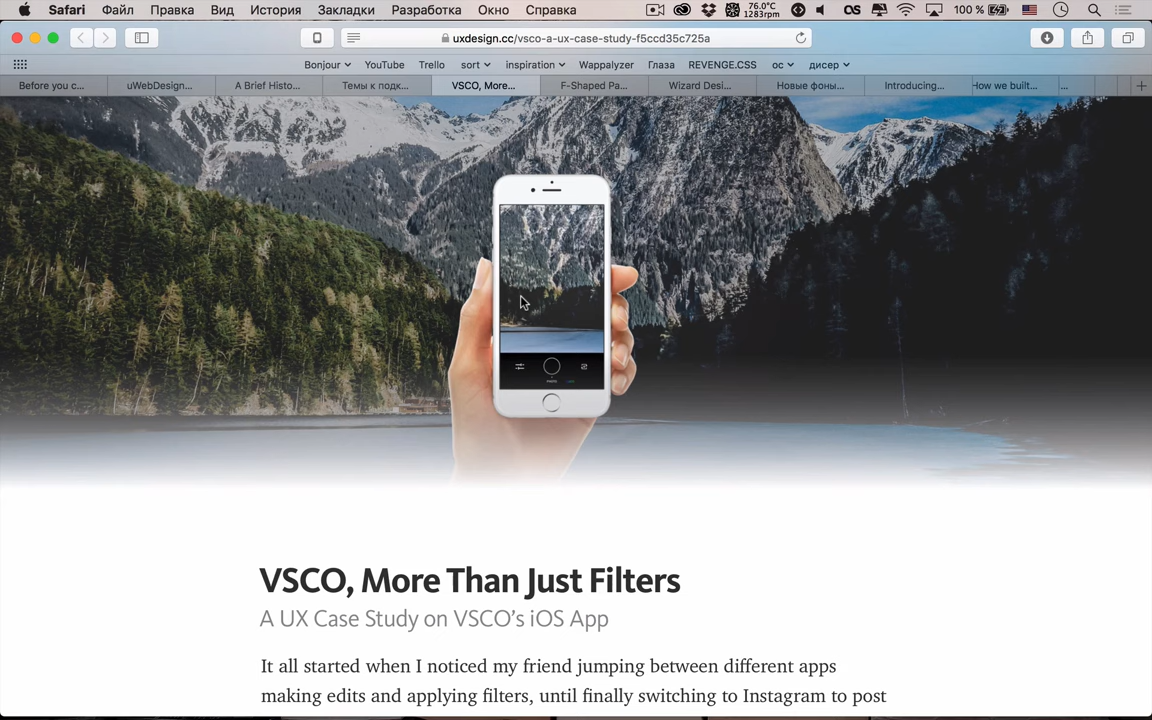 Safari Файл Правка Вид История Закладки Разработка Окно Справка 76.0°C 1283rpm 100 %
uxdesign.cc/vsco-a-ux-case-study-f5ccd35c725a
Bonjour YouTube Trello sort inspiration Wappalyzer Глаза REVENGE.CSS ос дисер
Before you c... uWebDesign... A Brief Histo... Темы к подк... VSCO, More... F-Shaped Pa... Wizard Desi... Новые фоны... Introducing... How we built... ...
VSCO, More Than Just Filters
A UX Case Study on VSCO’s iOS App
It all started when I noticed my friend jumping between different apps
making edits and applying filters, until finally switching to Instagram to post